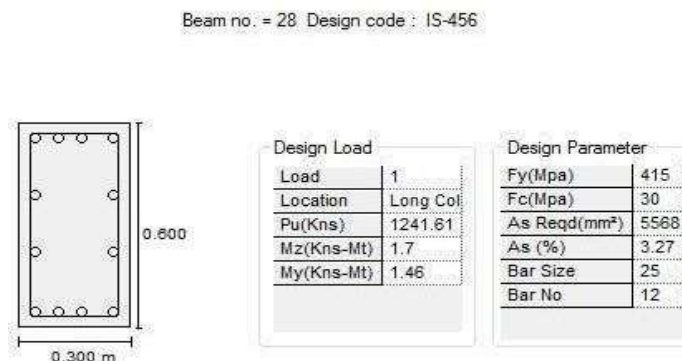 Beam no. = 28 Design code : IS-456
0.600
0.300 m
Design Load
Load 1
Location Long Col
Pu(Kns) 1241.61
Mz(Kns-Mt) 1.7
My(Kns-Mt) 1.46
Design Parameter
Fy(Mpa) 415
Fc(Mpa) 30
As Reqd(mm²) 5568
As (%) 3.27
Bar Size 25
Bar No 12